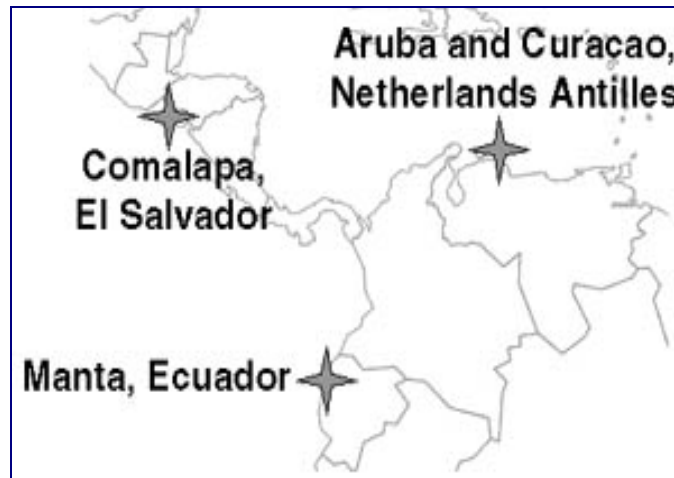 Aruba and Curaçao,
Netherlands Antilles
Comalapa,
El Salvador
Manta, Ecuador